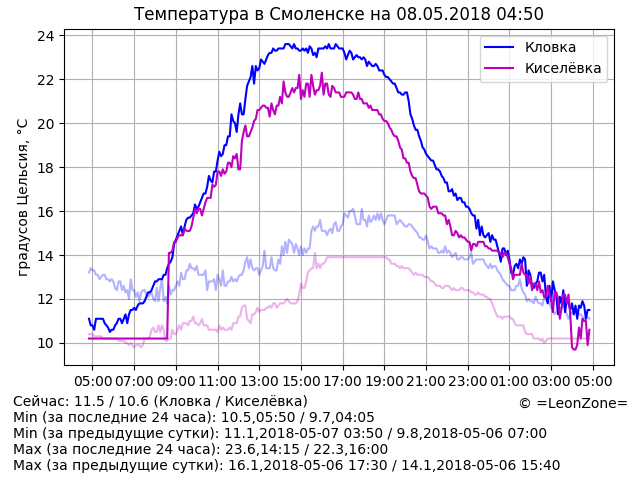 Температура в Смоленске на 08.05.2018 04:50
градусов Цельсия, °C
24
22
20
18
16
14
12
10
Кловка
Киселёвка
05:00 07:00 09:00 11:00 13:00 15:00 17:00 19:00 21:00 23:00 01:00 03:00 05:00
Сейчас: 11.5 / 10.6 (Кловка / Киселёвка)
© =LeonZone=
Min (за последние 24 часа): 10.5,05:50 / 9.7,04:05
Min (за предыдущие сутки): 11.1,2018-05-07 03:50 / 9.8,2018-05-06 07:00
Max (за последние 24 часа): 23.6,14:15 / 22.3,16:00
Max (за предыдущие сутки): 16.1,2018-05-06 17:30 / 14.1,2018-05-06 15:40